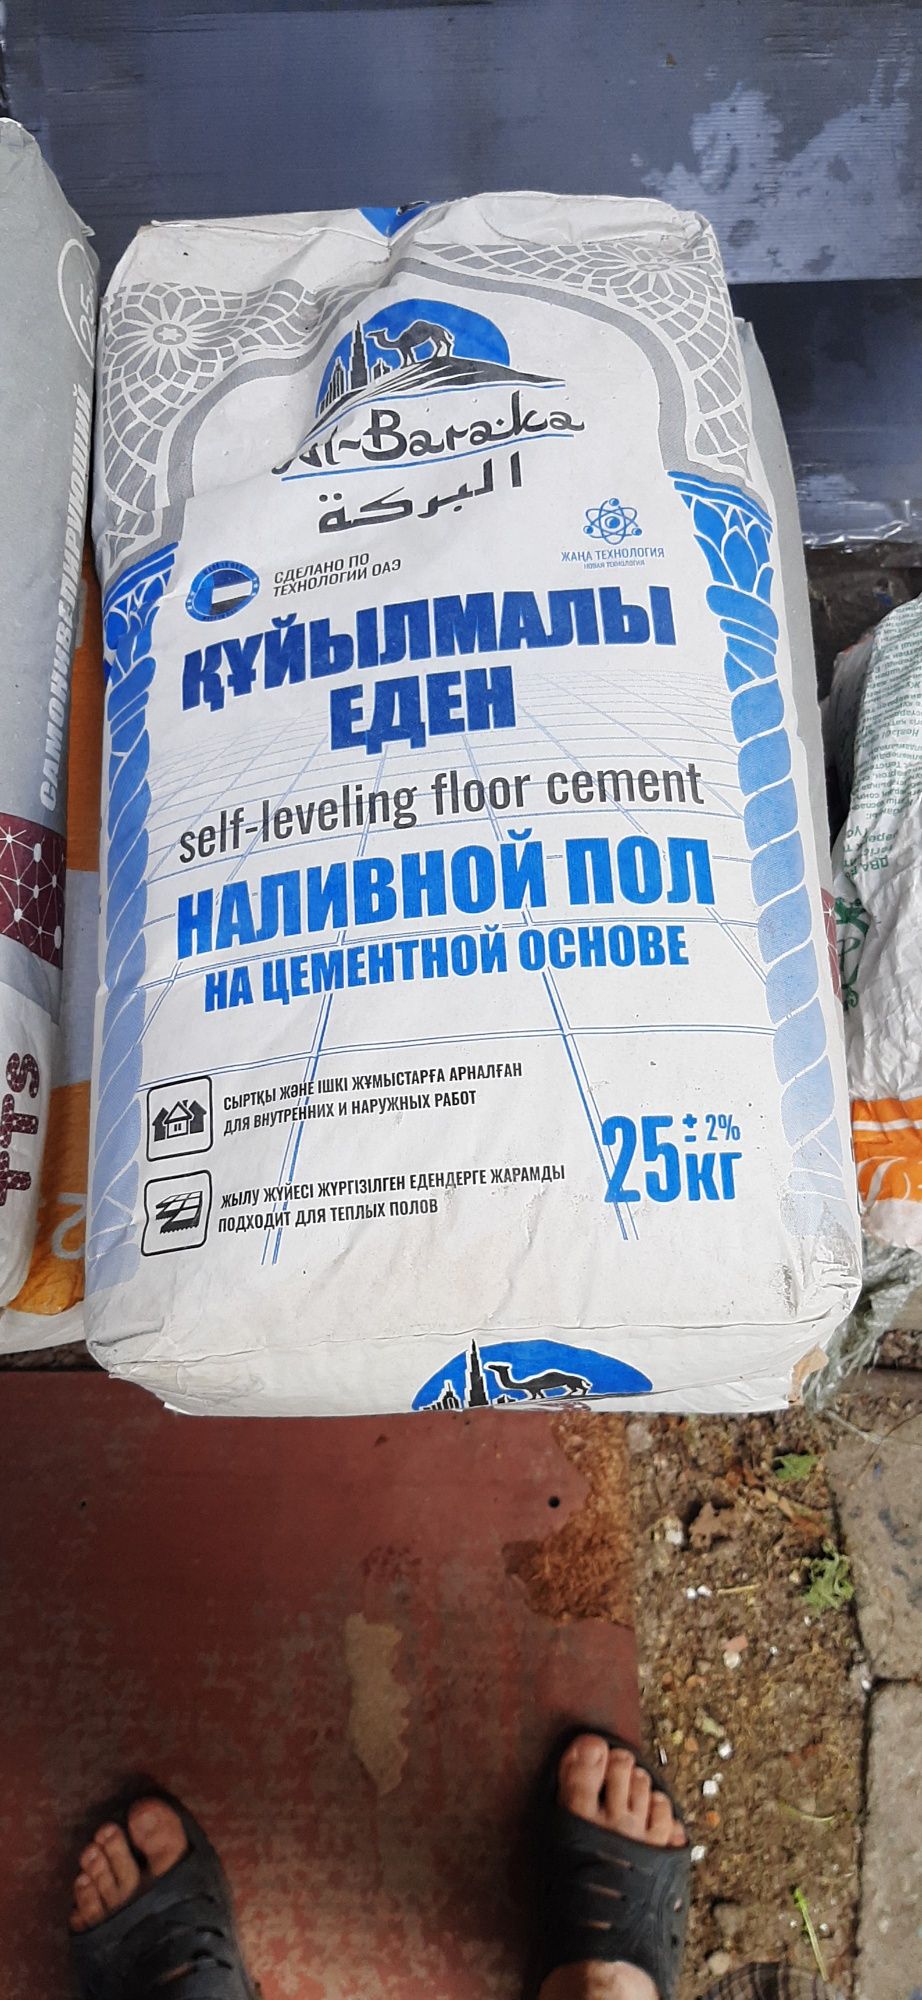 Al-Baraka
البركة
СДЕЛАНО ПО
ТЕХНОЛОГИИ ОАЭ
ЖАҢА ТЕХНОЛОГИЯ
НОВАЯ ТЕХНОЛОГИЯ
ҚҰЙЫЛМАЛЫ
ЕДЕН
self-leveling floor cement
НАЛИВНОЙ ПОЛ
НА ЦЕМЕНТНОЙ ОСНОВЕ
СЫРТҚЫ ЖӘНЕ ІШКІ ЖҰМЫСТАРҒА АРНАЛҒАН
ДЛЯ ВНУТРЕННИХ И НАРУЖНЫХ РАБОТ
25 ± 2%
КГ
ЖЫЛУ ЖҮЙЕСІ ЖҮРГІЗІЛГЕН ЕДЕНДЕРГЕ ЖАРАМДЫ
ПОДХОДИТ ДЛЯ ТЕПЛЫХ ПОЛОВ
САМОНИВЕЛИРУЮЩИЙ